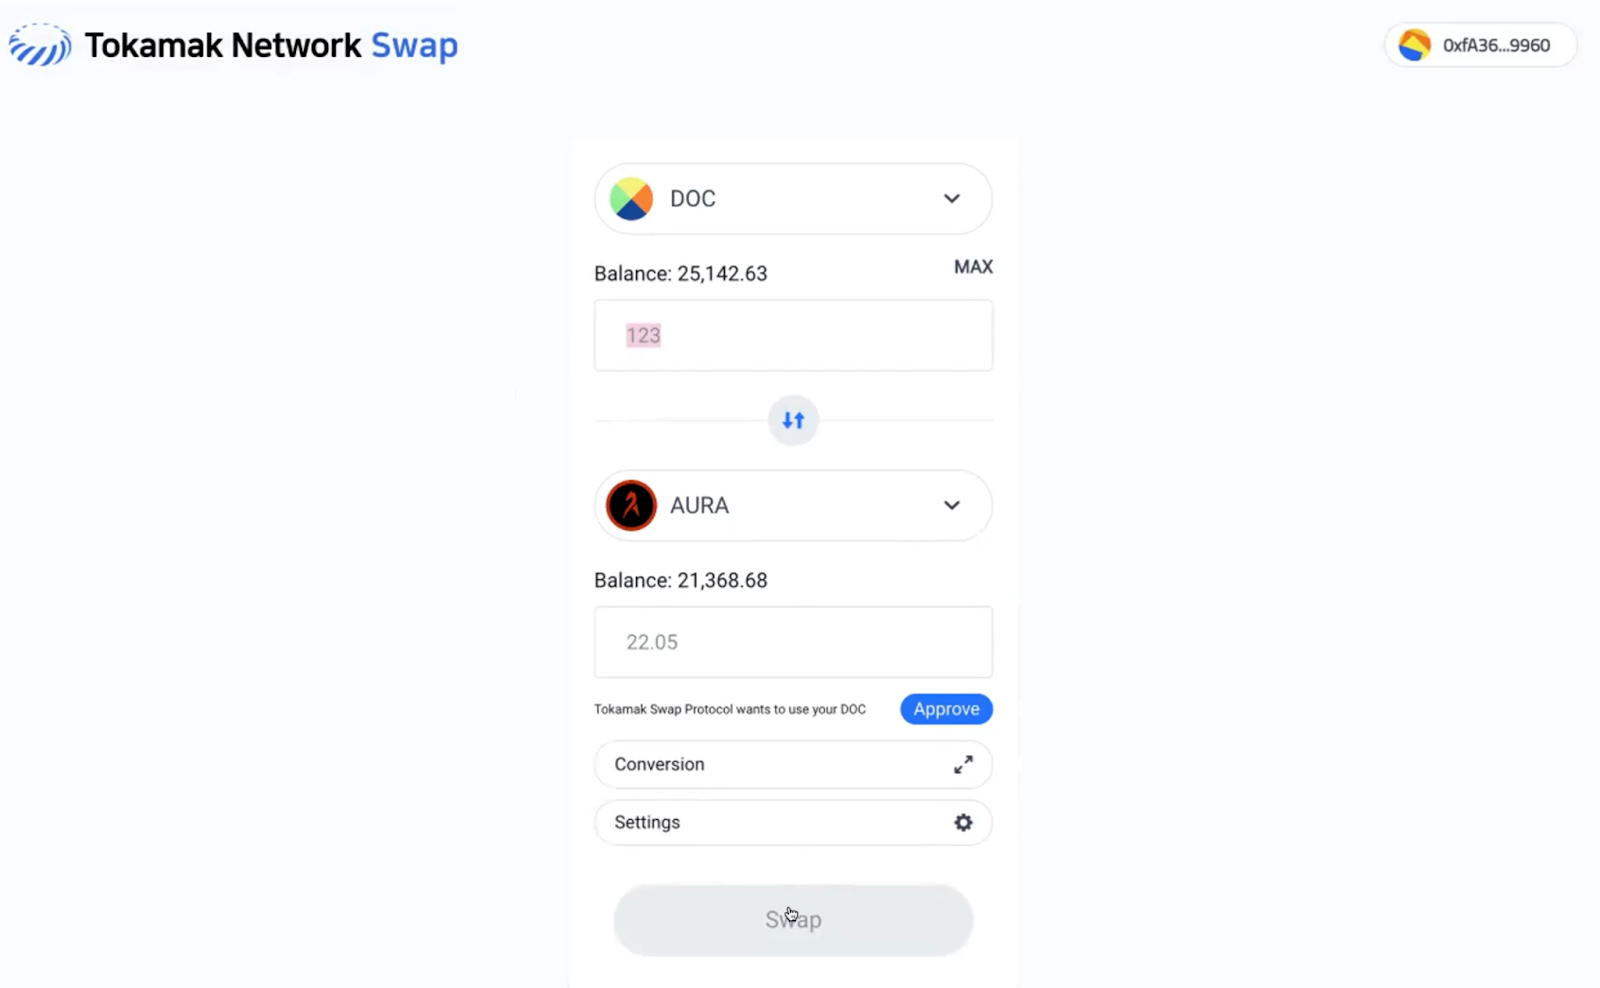 Tokamak Network Swap
0xfA36...9960
DOC
Balance: 25,142.63
MAX
123
AURA
Balance: 21,368.68
22.05
Tokamak Swap Protocol wants to use your DOC
Approve
Conversion
Settings
Swap